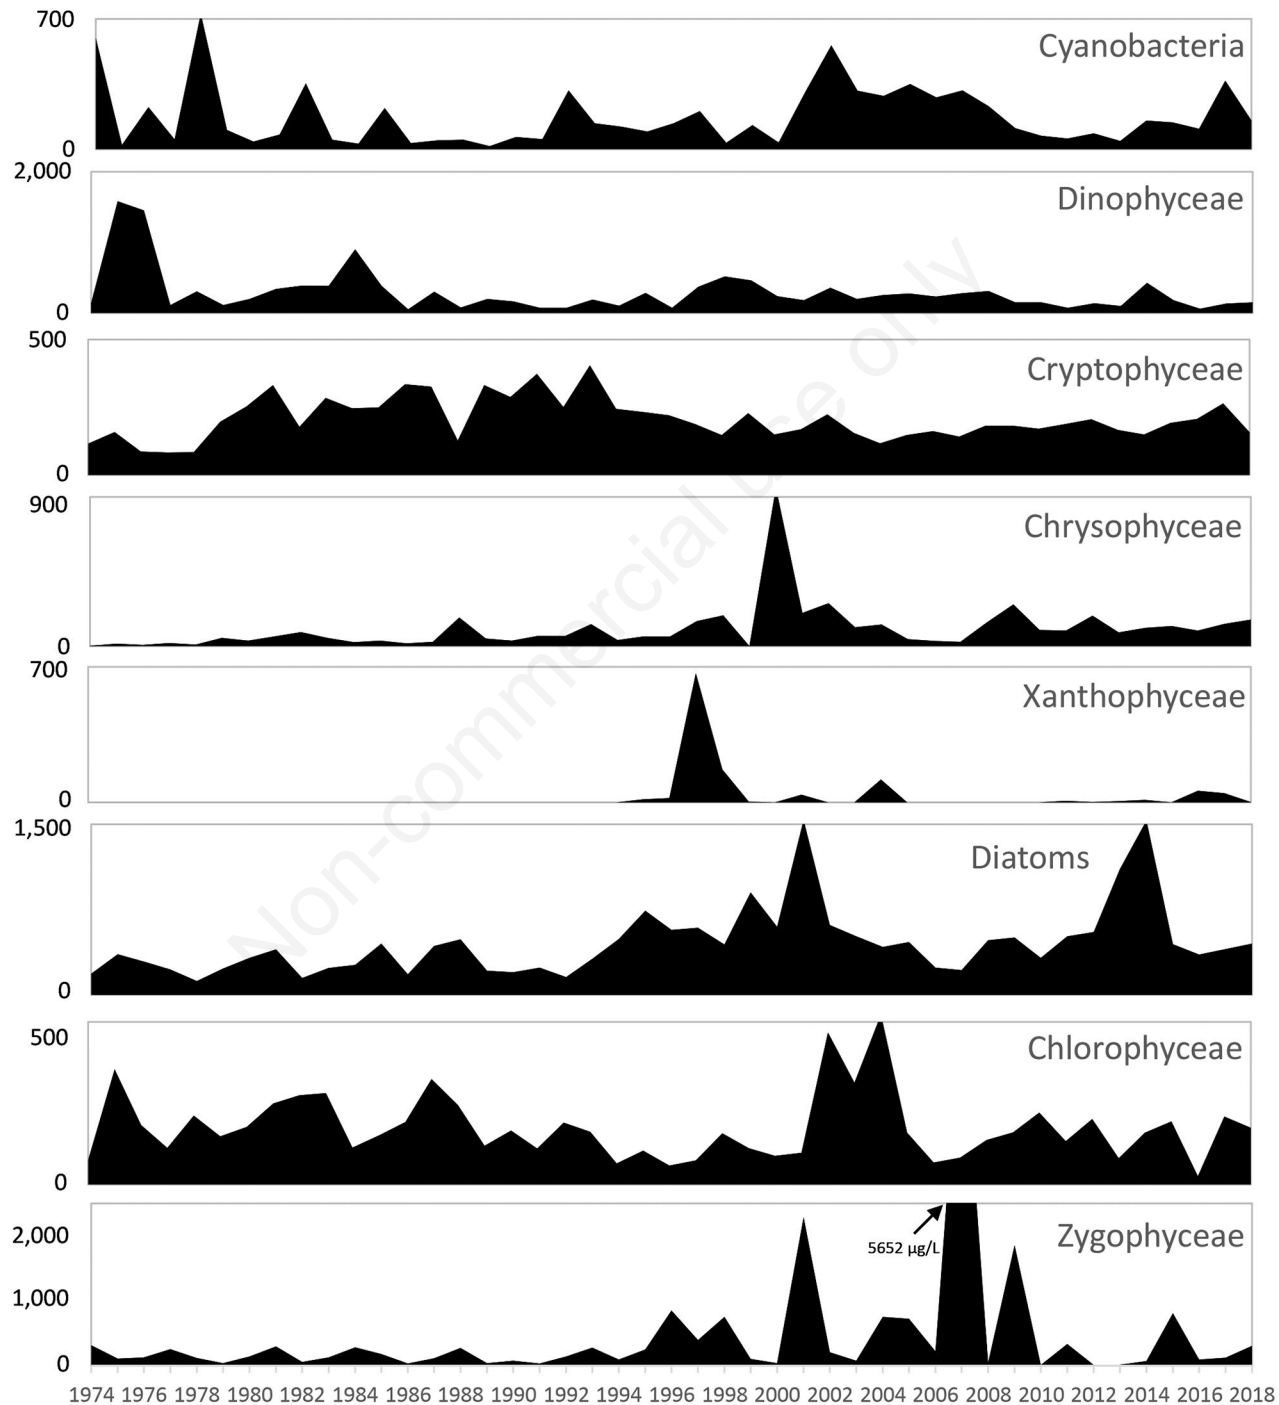 700
Cyanobacteria
0
2,000
Dinophyceae
0
500
Cryptophyceae
0
900
Chrysophyceae
0
700
Xanthophyceae
0
1,500
Diatoms
0
500
Chlorophyceae
0
2,000
Zygophyceae
5652 µg/L
1,000
0
1974 1976 1978 1980 1982 1984 1986 1988 1990 1992 1994 1996 1998 2000 2002 2004 2006 2008 2010 2012 2014 2016 2018
Non-commercial use only